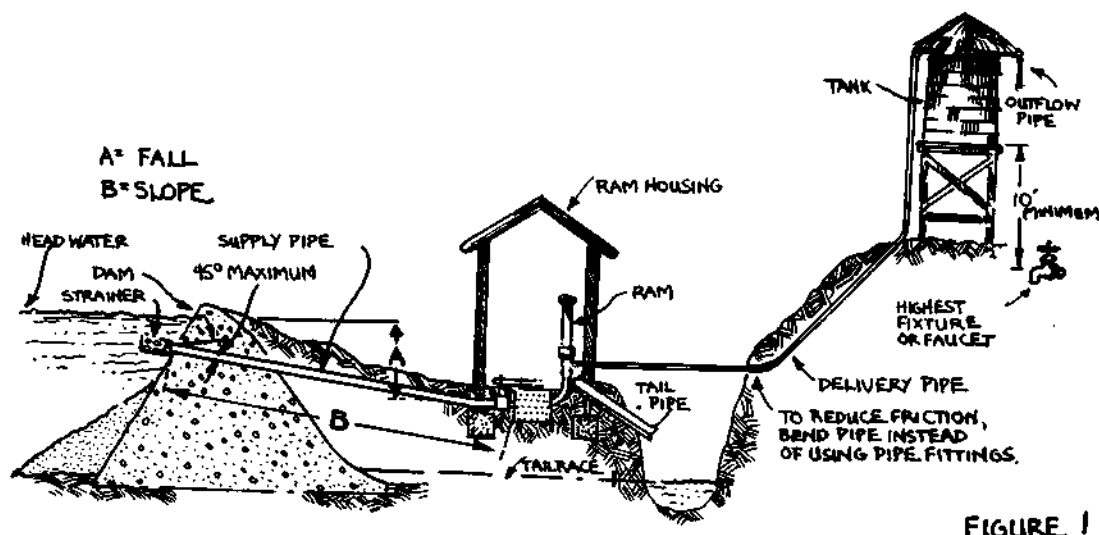 TANK
OUTFLOW
PIPE
A= FALL
B= SLOPE
RAM HOUSING
10' MINIMUM
HEAD WATER
SUPPLY PIPE
DAM
45° MAXIMUM
STRAINER
RAM
HIGHEST
FIXTURE
OR FAUCET
A
DELIVERY PIPE
TAIL
PIPE
B
TO REDUCE FRICTION,
BEND PIPE INSTEAD
OF USING PIPE FITTINGS.
TAILRACE
FIGURE 1